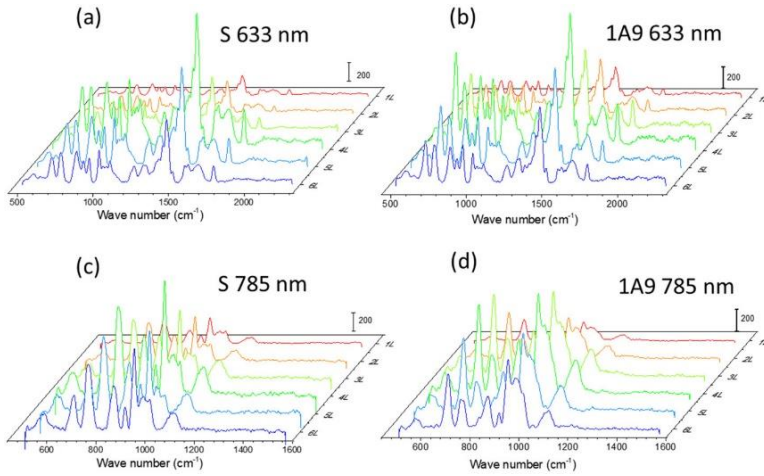 (a)
S 633 nm
200
1L
2L
3L
4L
5L
6L
500
1000
1500
2000
Wave number (cm⁻¹)
(b)
1A9 633 nm
200
1L
2L
3L
4L
5L
6L
500
1000
1500
2000
Wave number (cm⁻¹)
(c)
S 785 nm
200
1L
2L
3L
4L
5L
6L
600
800
1000
1200
1400
1600
Wave number (cm⁻¹)
(d)
1A9 785 nm
200
1L
2L
3L
4L
5L
6L
600
800
1000
1200
1400
1600
Wave number (cm⁻¹)